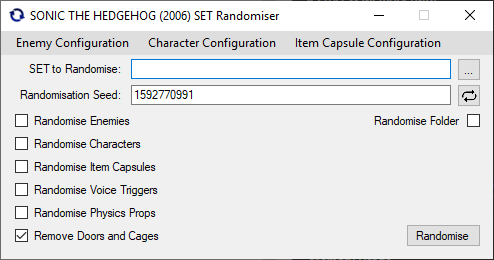 SONIC THE HEDGEHOG (2006) SET Randomiser
Enemy Configuration Character Configuration Item Capsule Configuration
SET to Randomise: ...
Randomisation Seed: 1592770991
Randomise Enemies Randomise Folder
Randomise Characters
Randomise Item Capsules
Randomise Voice Triggers
Randomise Physics Props
Remove Doors and Cages Randomise